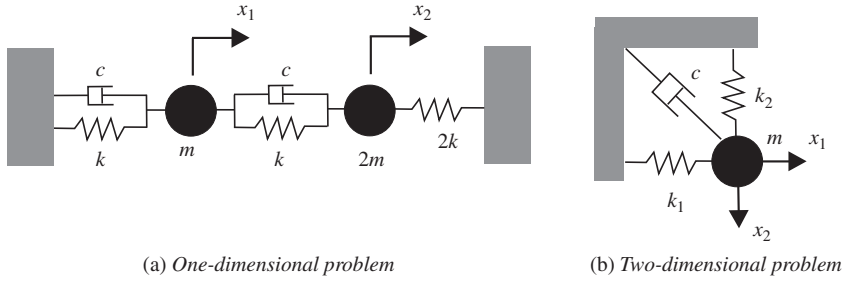 x1
x2
c
c
k
m
k
2m
2k
c
k2
m
x1
k1
x2
(a) One-dimensional problem
(b) Two-dimensional problem